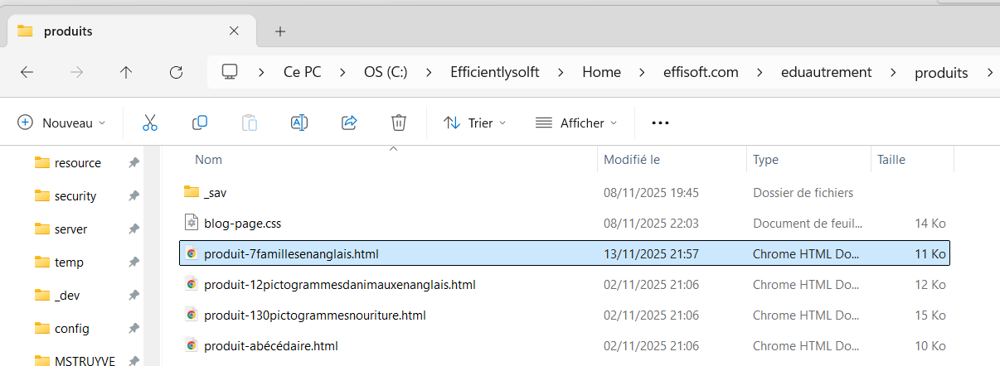 produits
Ce PC > OS (C:) > Efficientlysolft > Home > effisoft.com > eduautrement > produits >
Nouveau Trier Afficher
Nom Modifié le Type Taille
resource
security
server
temp
_dev
config
MSTRUYVE
_sav 08/11/2025 19:45 Dossier de fichiers
blog-page.css 08/11/2025 22:03 Document de feuil... 14 Ko
produit-7famillesenanglais.html 13/11/2025 21:57 Chrome HTML Do... 11 Ko
produit-12pictogrammesdanimauxenanglais.html 02/11/2025 21:06 Chrome HTML Do... 12 Ko
produit-130pictogrammesnouriture.html 02/11/2025 21:06 Chrome HTML Do... 15 Ko
produit-abécédaire.html 02/11/2025 21:06 Chrome HTML Do... 10 Ko